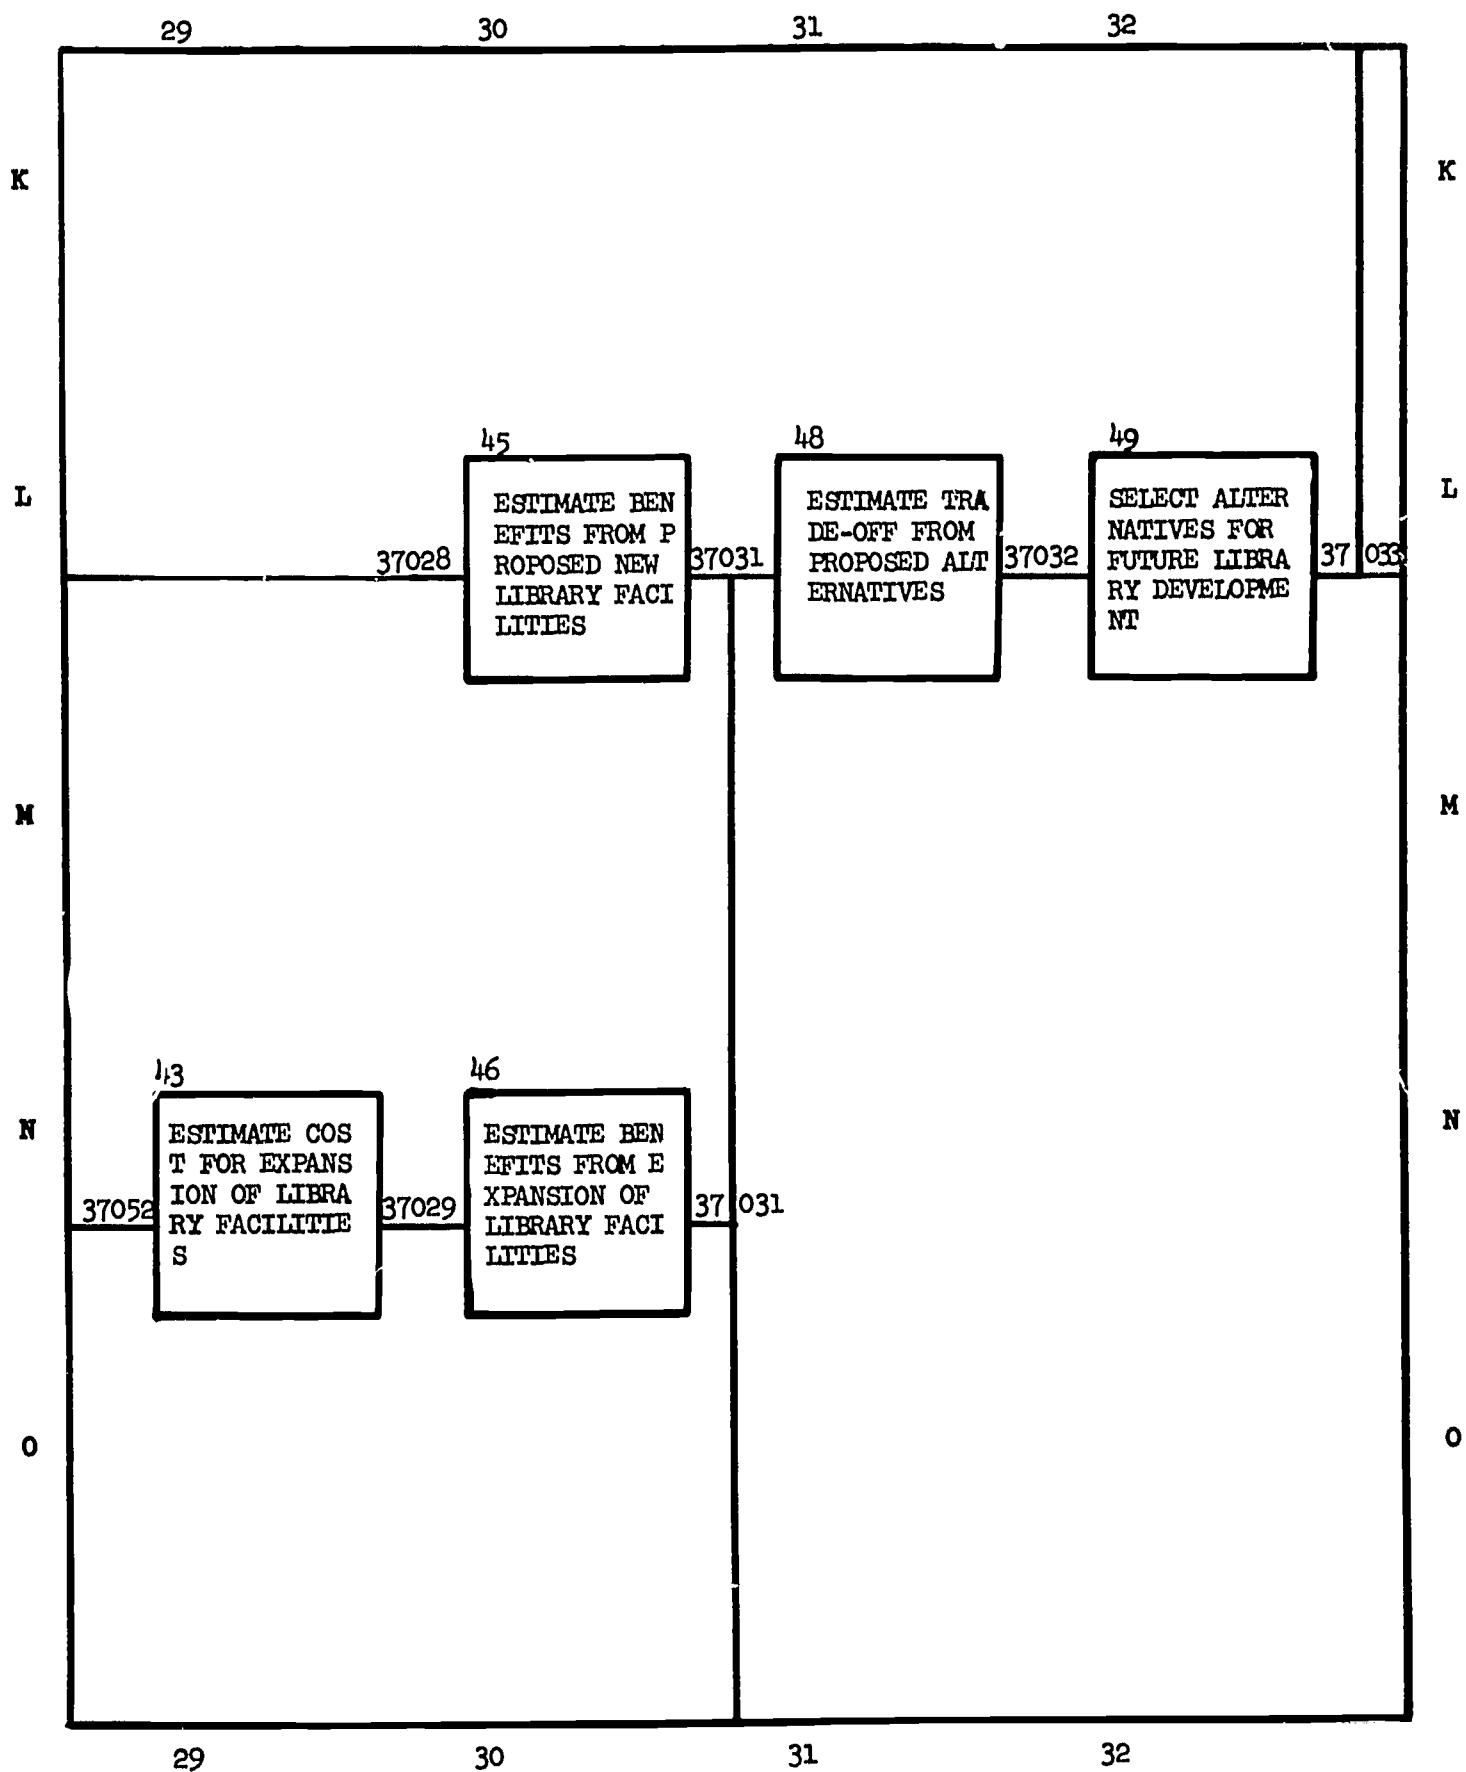 29 30 31 32
K K
45 48 49
L L
ESTIMATE BEN
EFITS FROM P
ROPOSED NEW
LIBRARY FACI
LITIES
ESTIMATE TRA
DE-OFF FROM
PROPOSED ALT
ERNATIVES
SELECT ALTER
NATIVES FOR
FUTURE LIBRA
RY DEVELOPME
NT
37028 37031 37032 37 033
M M
43 46
N N
ESTIMATE COS
T FOR EXPANS
ION OF LIBRA
RY FACILITIE
S
ESTIMATE BEN
EFITS FROM E
XPANSION OF
LIBRARY FACI
LITIES
37052 37029 37 031
O O
29 30 31 32